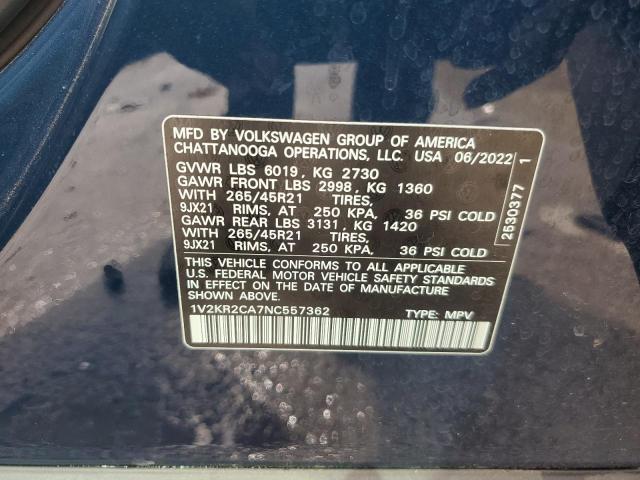 MFD BY VOLKSWAGEN GROUP OF AMERICA
CHATTANOOGA OPERATIONS, LLC. USA 06/2022
GVWR LBS 6019, KG 2730
GAWR FRONT LBS 2998, KG 1360
WITH 265/45R21 TIRES,
9JX21 RIMS, AT 250 KPA, 36 PSI COLD
GAWR REAR LBS 3131, KG 1420
WITH 265/45R21 TIRES,
9JX21 RIMS, AT 250 KPA, 36 PSI COLD
THIS VEHICLE CONFORMS TO ALL APPLICABLE
U.S. FEDERAL MOTOR VEHICLE SAFETY STANDARDS
IN EFFECT ON THE DATE OF MANUFACTURE
SHOWN ABOVE.
1V2KR2CA7NC557362 TYPE: MPV
2530377 1